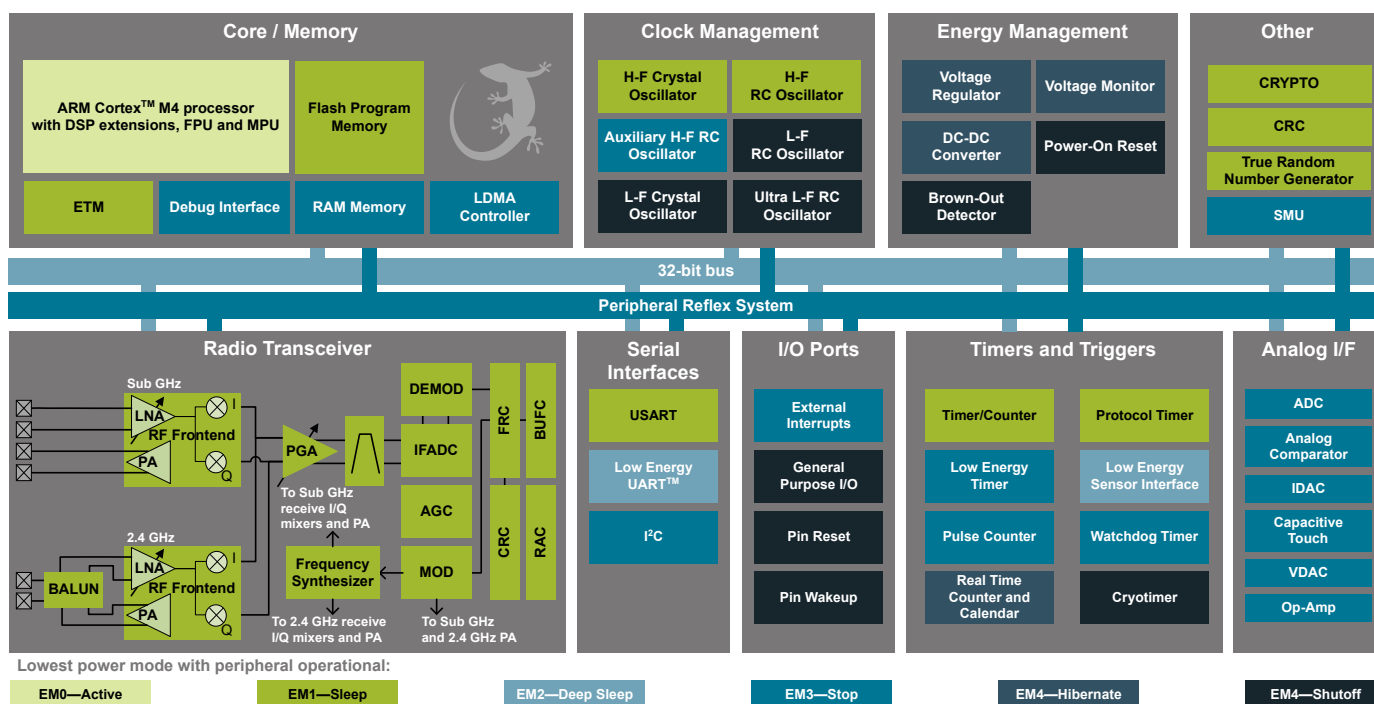 Core / Memory
ARM Cortex™ M4 processor
with DSP extensions, FPU and MPU
Flash Program
Memory
ETM
Debug Interface
RAM Memory
LDMA
Controller
Clock Management
H-F Crystal
Oscillator
H-F
RC Oscillator
Auxiliary H-F RC
Oscillator
L-F
RC Oscillator
L-F Crystal
Oscillator
Ultra L-F RC
Oscillator
Energy Management
Voltage
Regulator
Voltage Monitor
DC-DC
Converter
Power-On Reset
Brown-Out
Detector
Other
CRYPTO
CRC
True Random
Number Generator
SMU
32-bit bus
Peripheral Reflex System
Radio Transceiver
Sub GHz
LNA
RF Frontend
PA
I
Q
PGA
To Sub GHz
receive I/Q
mixers and PA
DEMOD
IFADC
AGC
MOD
FRC
BUFC
CRC
RAC
2.4 GHz
BALUN
LNA
RF Frontend
PA
I
Q
Frequency
Synthesizer
To 2.4 GHz receive
I/Q mixers and PA
To Sub GHz
and 2.4 GHz PA
Serial
Interfaces
USART
Low Energy
UART™
I²C
I/O Ports
External
Interrupts
General
Purpose I/O
Pin Reset
Pin Wakeup
Timers and Triggers
Timer/Counter
Protocol Timer
Low Energy
Timer
Low Energy
Sensor Interface
Pulse Counter
Watchdog Timer
Real Time
Counter and
Calendar
Cryotimer
Analog I/F
ADC
Analog
Comparator
IDAC
Capacitive
Touch
VDAC
Op-Amp
Lowest power mode with peripheral operational:
EM0—Active
EM1—Sleep
EM2—Deep Sleep
EM3—Stop
EM4—Hibernate
EM4—Shutoff